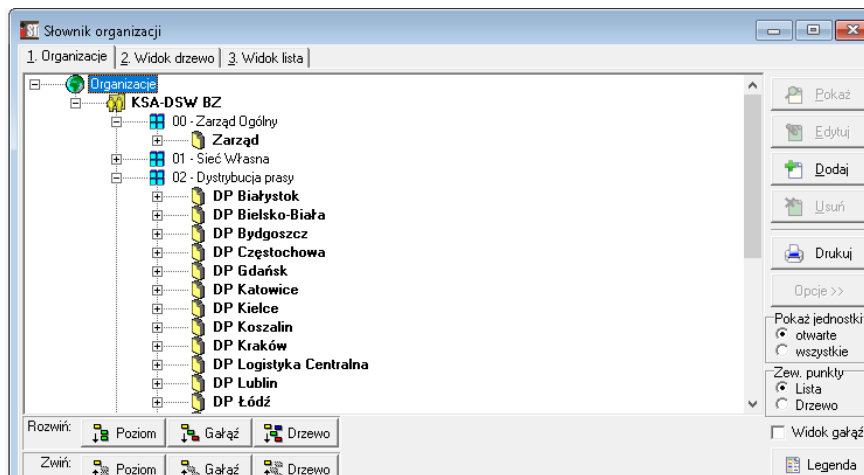 Słownik organizacji
1. Organizacje 2. Widok drzewo 3. Widok lista
Organizacje
KSA-DSW BZ
00 - Zarząd Ogólny
Zarząd
01 - Sieć Własna
02 - Dystrybucja prasy
DP Białystok
DP Bielsko-Biała
DP Bydgoszcz
DP Częstochowa
DP Gdańsk
DP Katowice
DP Kielce
DP Koszalin
DP Kraków
DP Logistyka Centralna
DP Lublin
DP Łódź
Pokaż
Edytuj
Dodaj
Usuń
Drukuj
Opcje >>
Pokaż jednostki
otwarte
wszystkie
Zew. punkty
Lista
Drzewo
Widok gałąź
Legenda
Rozwiń: Poziom Gałąź Drzewo
Zwiń: Poziom Gałąź Drzewo